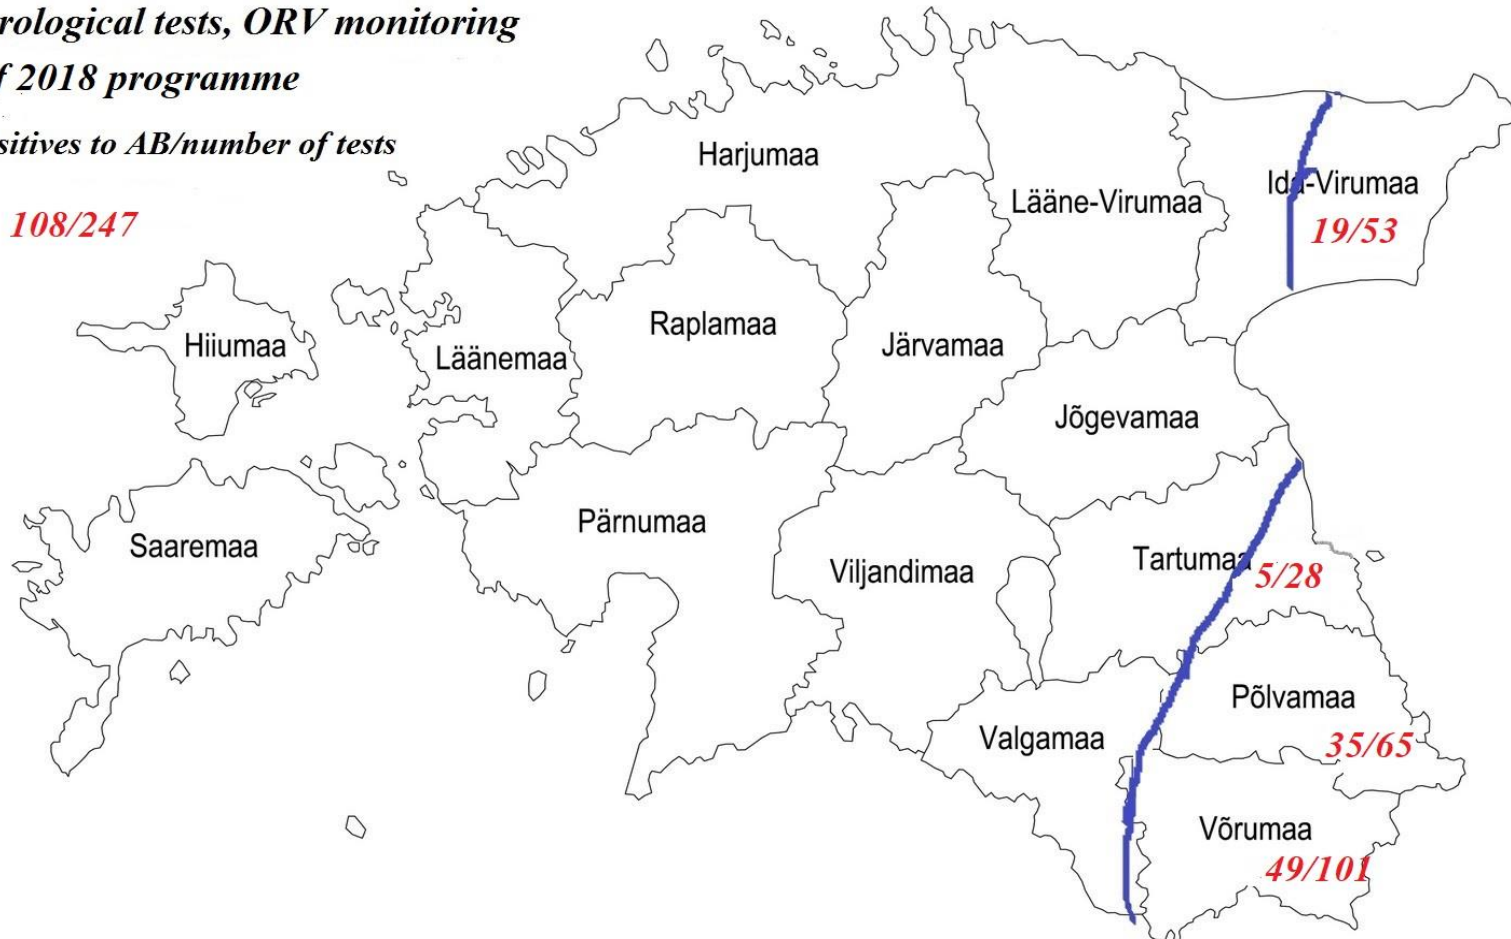 rological tests, ORV monitoring
f 2018 programme
sitives to AB/number of tests
108/247
Harjumaa
Lääne-Virumaa
Ida-Virumaa
19/53
Hiiumaa
Läänemaa
Raplamaa
Järvamaa
Jõgevamaa
Saaremaa
Pärnumaa
Viljandimaa
Tartumaa
5/28
Valgamaa
Põlvamaa
35/65
Võrumaa
49/101